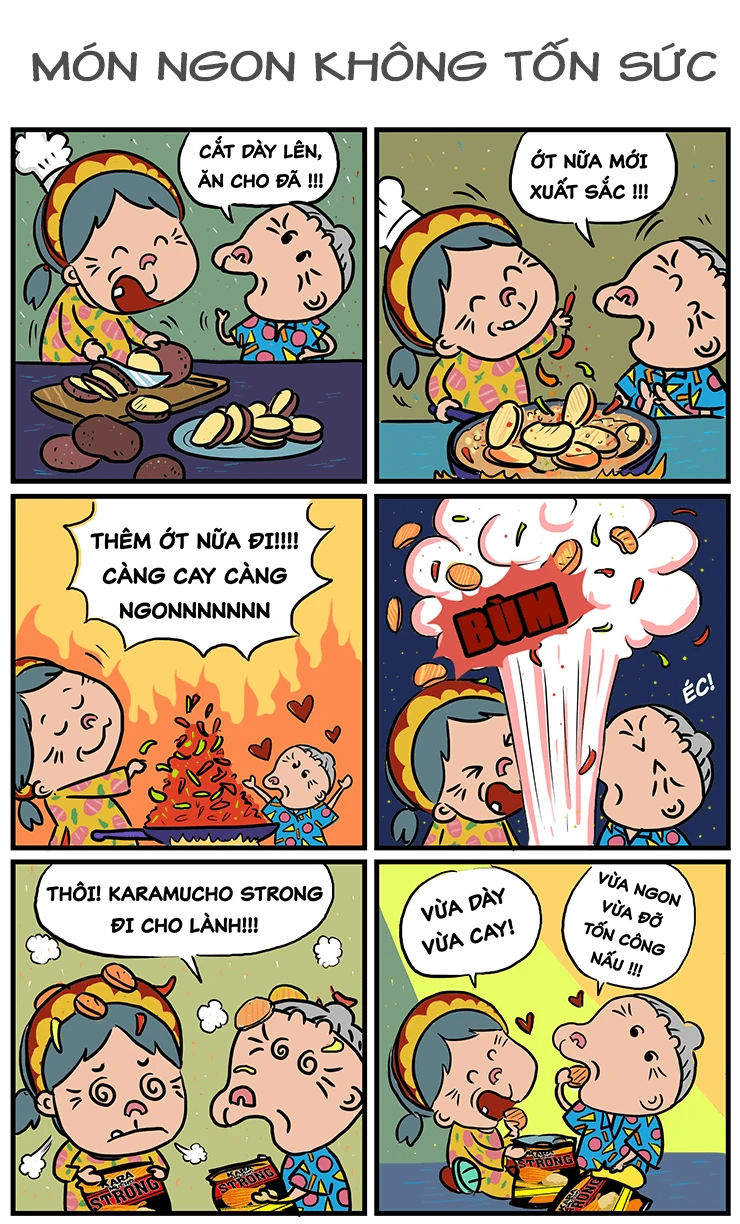 MÓN NGON KHÔNG TỐN SỨC
CẮT DÀY LÊN,
ĂN CHO ĐÃ !!!
ỚT NỮA MỚI
XUẤT SẮC !!!
THÊM ỚT NỮA ĐI!!!!
CÀNG CAY CÀNG
NGONNNNNNN
BÙM
ÉC!
THÔI! KARAMUCHO STRONG
ĐI CHO LÀNH!!!
KARA
STRONG
KARA
STRONG
VỪA DÀY
VỪA CAY!
VỪA NGON
VỪA ĐỠ
TỐN CÔNG
NẤU !!!
KARA
STRONG
STRONG